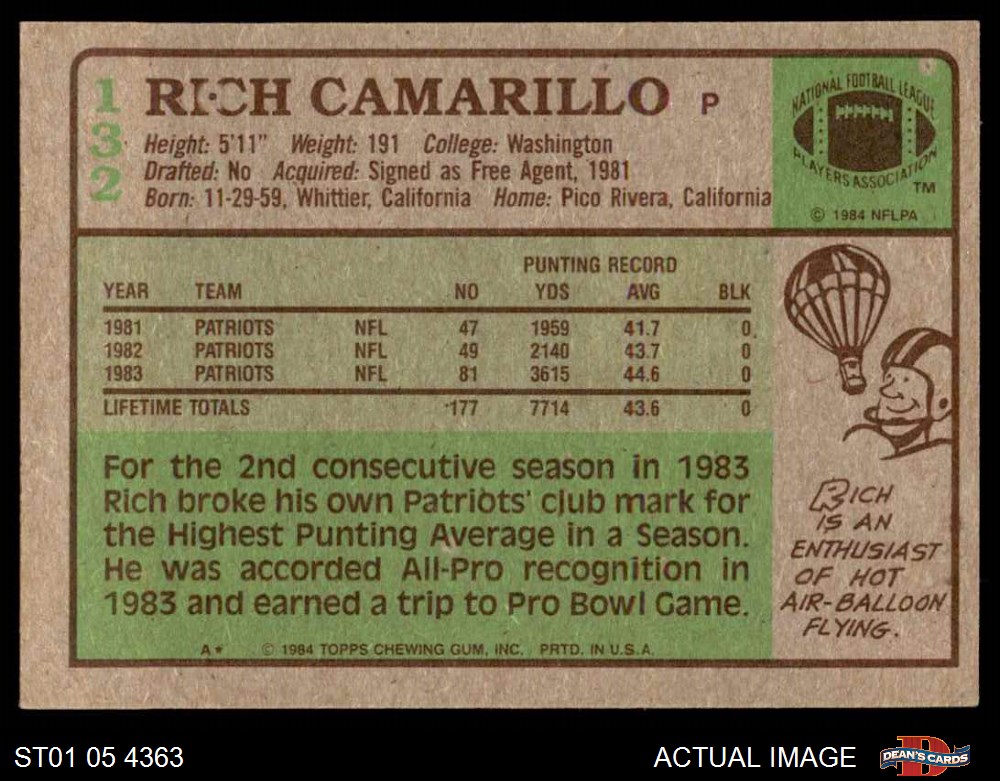 132
RICH CAMARILLO P
Height: 5'11" Weight: 191 College: Washington
Drafted: No Acquired: Signed as Free Agent, 1981
Born: 11-29-59, Whittier, California Home: Pico Rivera, California
NATIONAL FOOTBALL LEAGUE
PLAYERS ASSOCIATION
TM
© 1984 NFLPA
PUNTING RECORD
YEAR TEAM NO YDS AVG BLK
1981 PATRIOTS NFL 47 1959 41.7 0
1982 PATRIOTS NFL 49 2140 43.7 0
1983 PATRIOTS NFL 81 3615 44.6 0
LIFETIME TOTALS 177 7714 43.6 0
For the 2nd consecutive season in 1983
Rich broke his own Patriots' club mark for
the Highest Punting Average in a Season.
He was accorded All-Pro recognition in
1983 and earned a trip to Pro Bowl Game.
RICH
IS AN
ENTHUSIAST
OF HOT
AIR-BALLOON
FLYING.
A* © 1984 TOPPS CHEWING GUM, INC. PRTD. IN U.S.A.
ST01 05 4363
ACTUAL IMAGE
D
DEAN'S CARDS